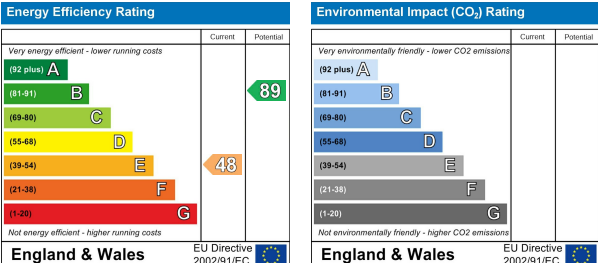 Energy Efficiency Rating
Current Potential
Very energy efficient - lower running costs
(92 plus) A
(81-91) B
89
(69-80) C
(55-68) D
(39-54) E
48
(21-38) F
(1-20) G
Not energy efficient - higher running costs
England & Wales
EU Directive
2002/91/EC
Environmental Impact (CO₂) Rating
Current Potential
Very environmentally friendly - lower CO2 emissions
(92 plus) A
(81-91) B
(69-80) C
(55-68) D
(39-54) E
(21-38) F
(1-20) G
Not environmentally friendly - higher CO2 emissions
England & Wales
EU Directive
2002/91/EC